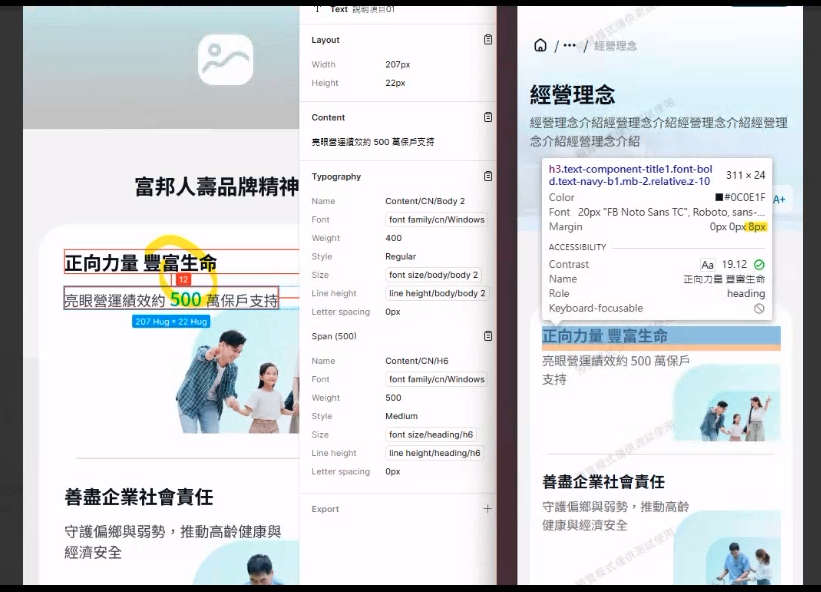 富邦人壽品牌精神
正向力量 豐富生命
12
亮眼營運績效約 500 萬保戶支持
207 Hug × 22 Hug
善盡企業社會責任
守護偏鄉與弱勢，推動高齡健康與
經濟安全
Text 說明項目01
Layout
Width 207px
Height 22px
Content
亮眼營運績效約 500 萬保戶支持
Typography
Name Content/CN/Body 2
Font font family/cn/Windows
Weight 400
Style Regular
Size font size/body/body 2
Line height line height/body/body 2
Letter spacing 0px
Span (500)
Name Content/CN/H6
Font font family/cn/Windows
Weight 500
Style Medium
Size font size/heading/h6
Line height line height/heading/h6
Letter spacing 0px
Export
/ ••• / 經營理念
經營理念
經營理念介紹經營理念介紹經營理念介紹經營理
念介紹經營理念介紹
h3.text-component-title1.font-bol
d.text-navy-b1.mb-2.relative.z-10
311 × 24
Color #0C0E1F
Font 20px "FB Noto Sans TC", Roboto, sans-...
Margin 0px 0px 8px
ACCESSIBILITY
Contrast Aa 19.12
Name 正向力量 豐富生命
Role heading
Keyboard-focusable
A+
正向力量 豐富生命
亮眼營運績效約 500 萬保戶
支持
善盡企業社會責任
守護偏鄉與弱勢，推動高齡
健康與經濟安全